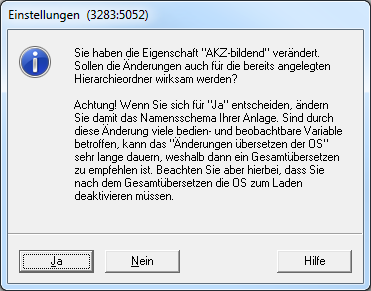 Einstellungen (3283:5052)
Sie haben die Eigenschaft "AKZ-bildend" verändert.
Sollen die Änderungen auch für die bereits angelegten
Hierarchieordner wirksam werden?
Achtung! Wenn Sie sich für "Ja" entscheiden, ändern
Sie damit das Namensschema Ihrer Anlage. Sind durch
diese Änderung viele bedien- und beobachtbare Variable
betroffen, kann das "Änderungen übersetzen der OS"
sehr lange dauern, weshalb dann ein Gesamtübersetzen
zu empfehlen ist. Beachten Sie aber hierbei, dass Sie
nach dem Gesamtübersetzen die OS zum Laden
deaktivieren müssen.
Ja Nein Hilfe